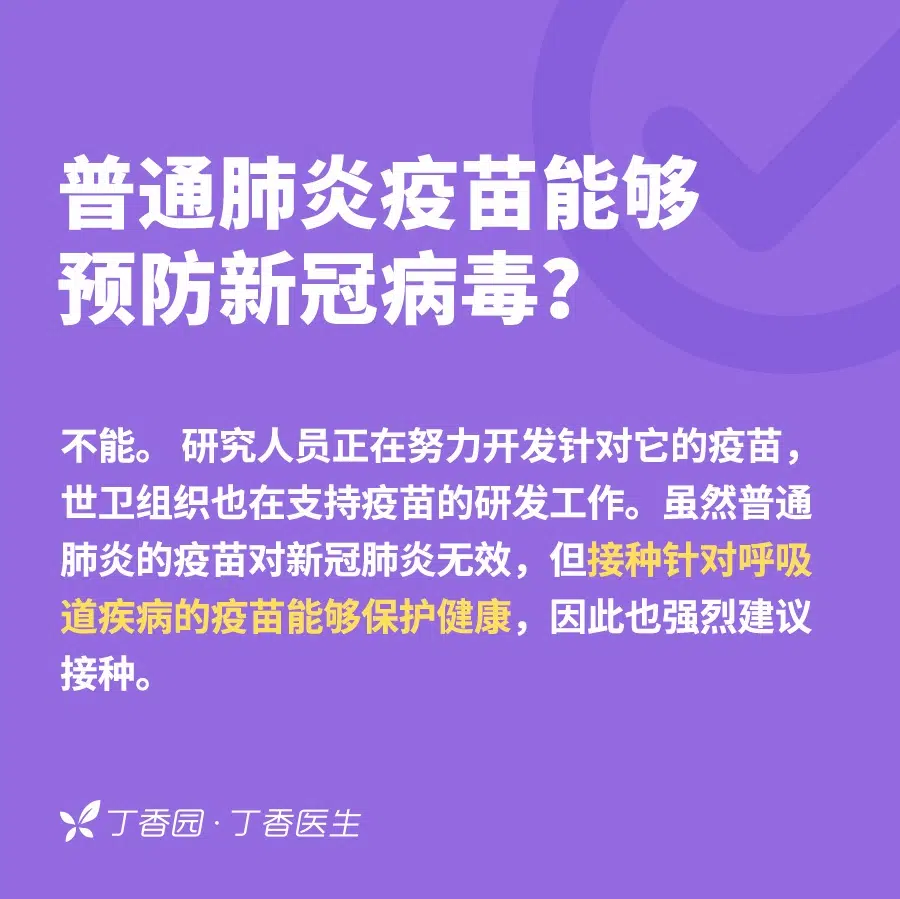 普通肺炎疫苗能够
预防新冠病毒？
不能。 研究人员正在努力开发针对它的疫苗，
世卫组织也在支持疫苗的研发工作。虽然普通
肺炎的疫苗对新冠肺炎无效，但接种针对呼吸
道疾病的疫苗能够保护健康，因此也强烈建议
接种。
丁香园·丁香医生